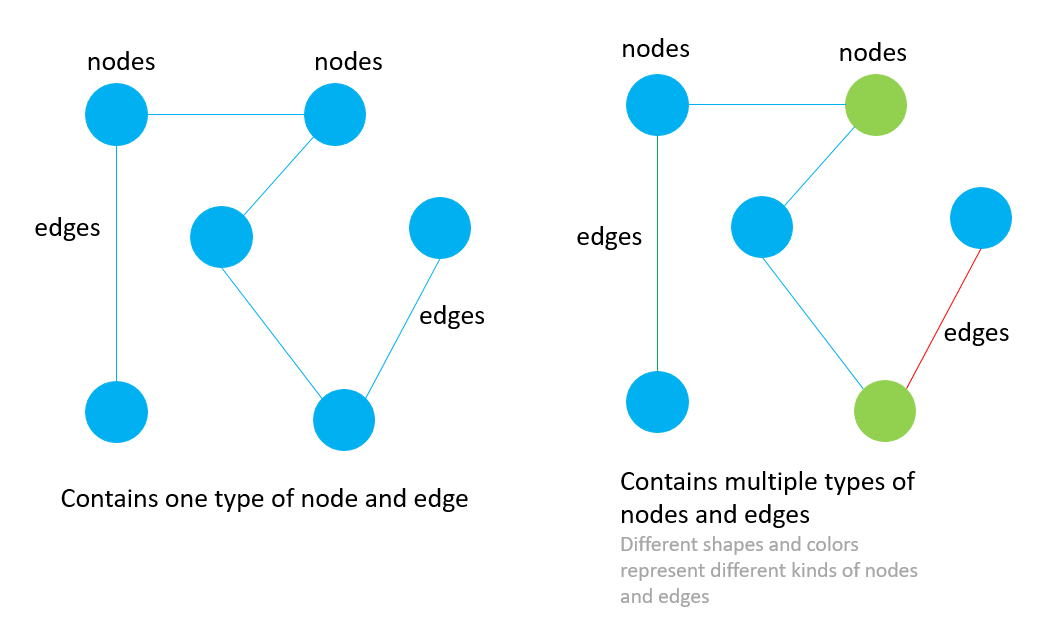 nodes
nodes
edges
edges
Contains one type of node and edge
nodes
nodes
edges
edges
Contains multiple types of
nodes and edges
Different shapes and colors
represent different kinds of nodes
and edges